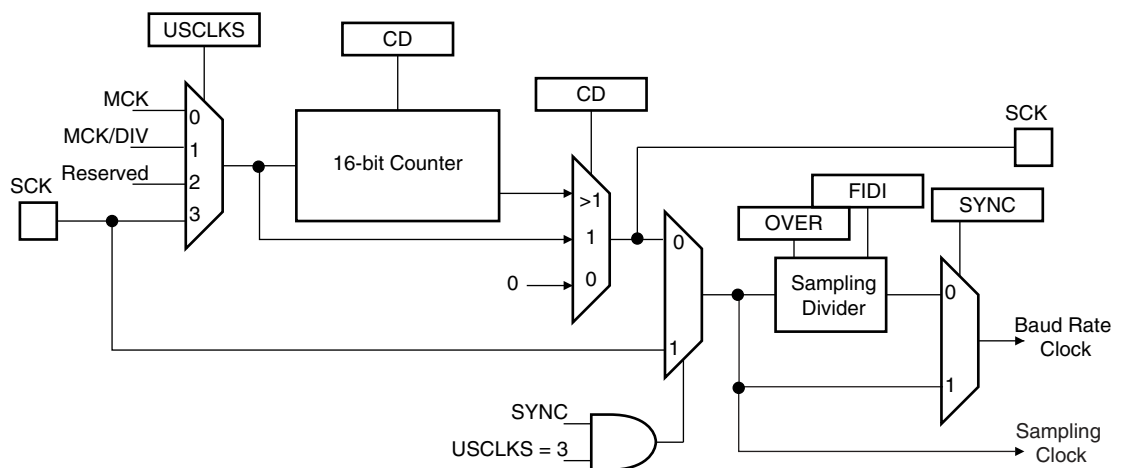 USCLKS
CD
CD
MCK
0
MCK/DIV
1
Reserved
2
SCK
3
16-bit Counter
>1
1
0
0
SCK
FIDI
OVER
SYNC
0
1
Sampling
Divider
0
1
Baud Rate
Clock
SYNC
USCLKS = 3
Sampling
Clock